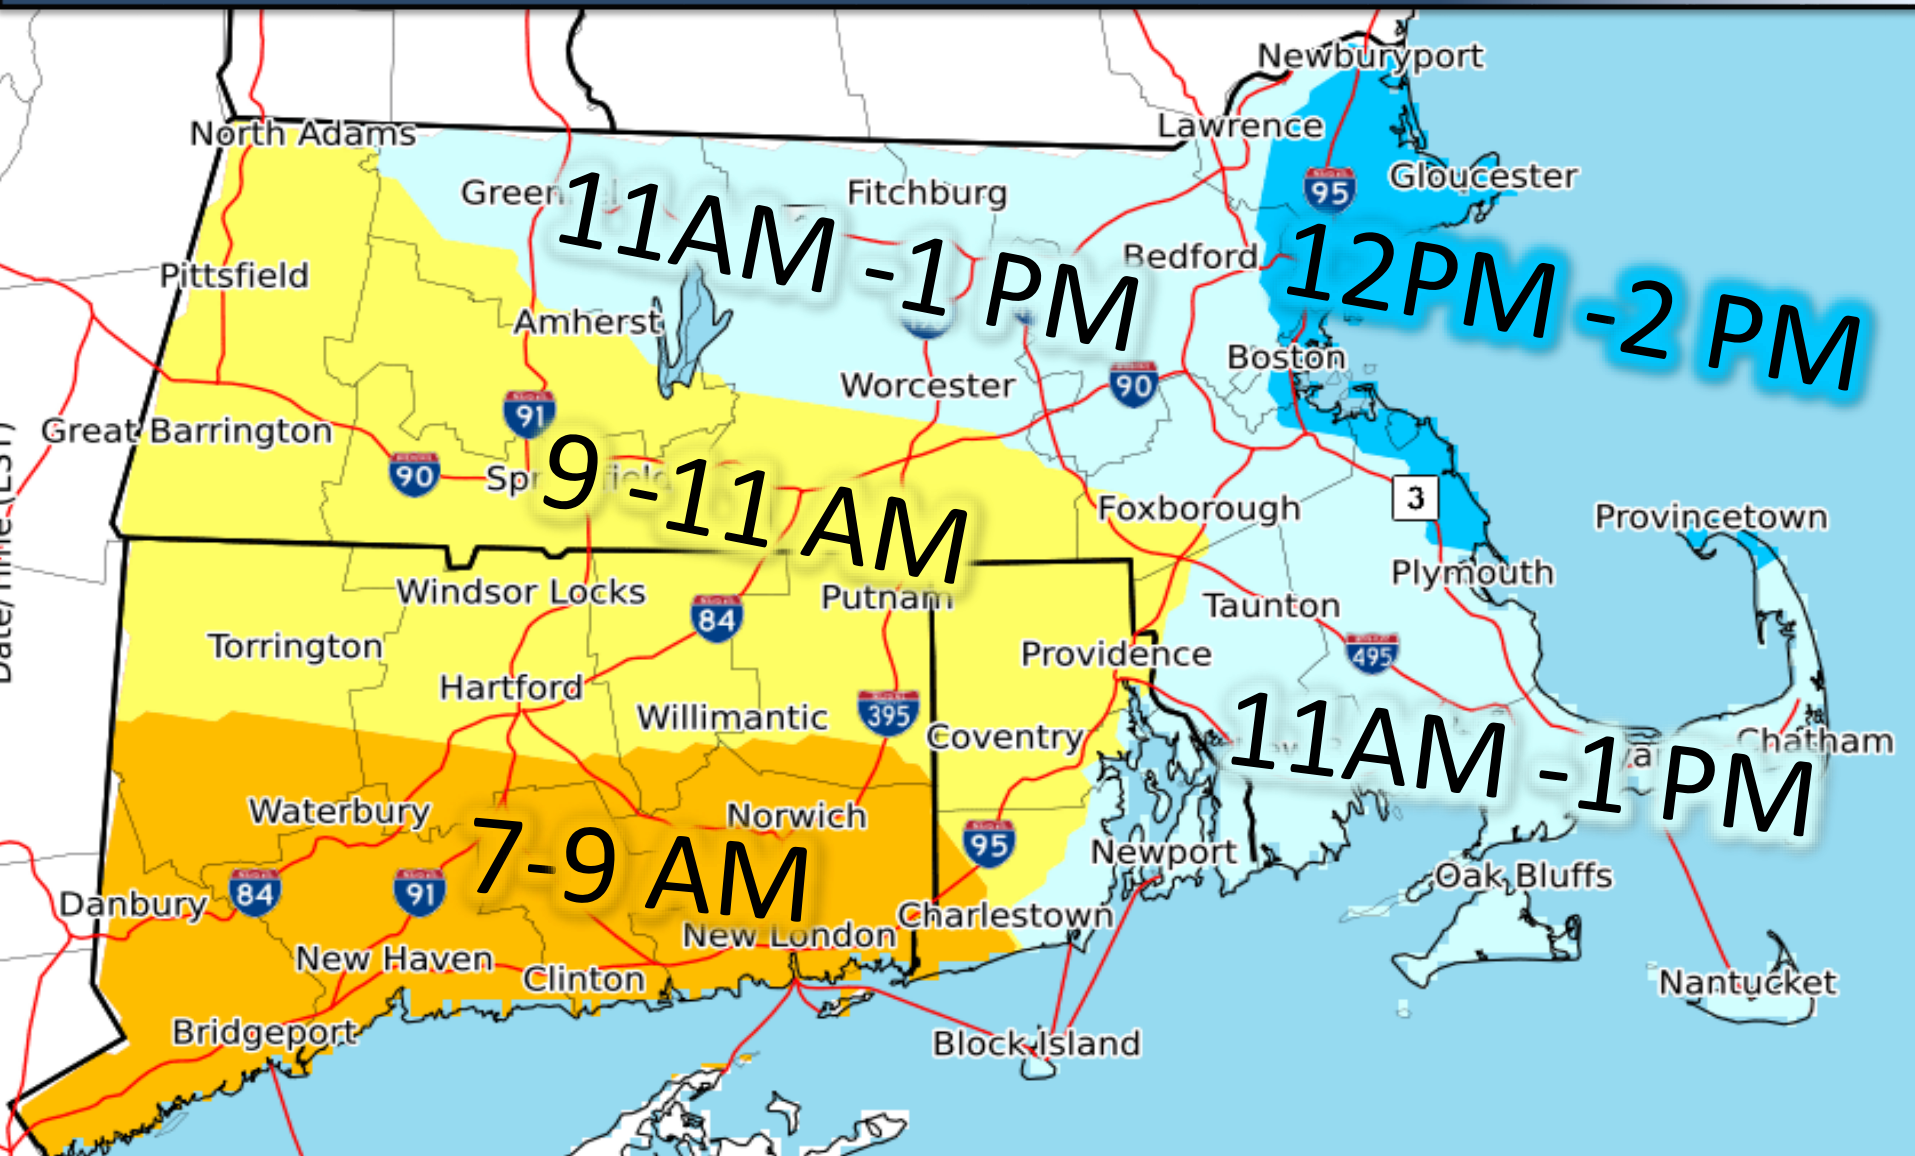 Newburyport
Lawrence
North Adams
95
Gloucester
Green
Fitchburg
11AM -1 PM
Bedford
12PM -2 PM
Pittsfield
Amherst
Boston
Worcester
90
91
Great Barrington
90
9 -11 AM
Foxborough
3
Provincetown
Date/Time (EST)
Plymouth
Windsor Locks
84
Putnam
Taunton
Torrington
Providence
495
Hartford
395
Willimantic
Coventry
11AM -1 PM
Chatham
Waterbury
Norwich
7-9 AM
95
Newport
Oak Bluffs
84
91
Danbury
Charlestown
New London
New Haven
Clinton
Nantucket
Bridgeport
Block Island